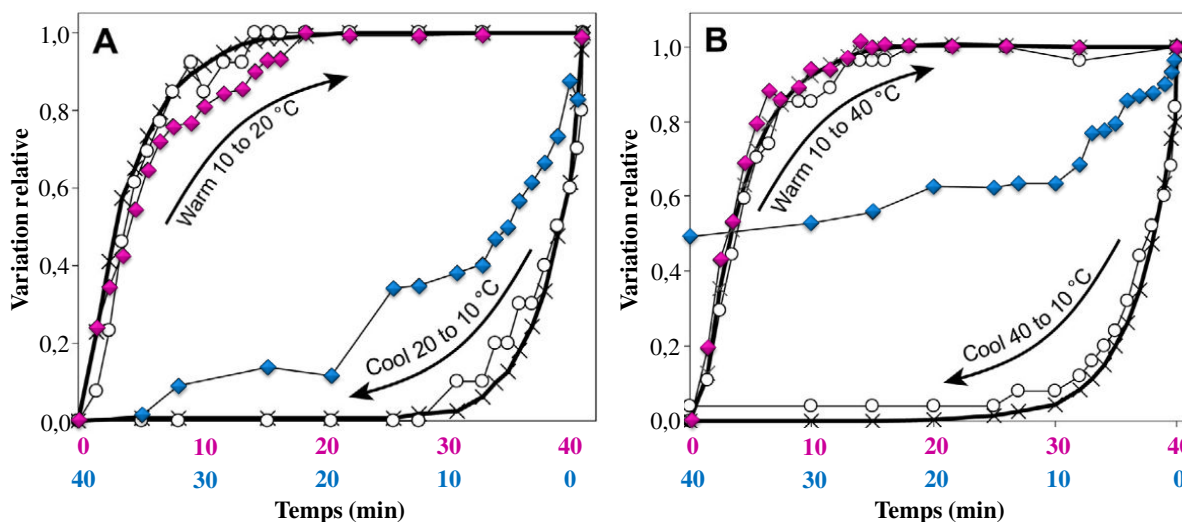 A
Variation relative
1,0
0,8
0,6
0,4
0,2
0,0
Warm 10 to 20 °C
Cool 20 to 10 °C
0 10 20 30 40
40 30 20 10 0
Temps (min)
B
Variation relative
1,0
0,8
0,6
0,4
0,2
0,0
Warm 10 to 40 °C
Cool 40 to 10°C
0 10 20 30 40
40 30 20 10 0
Temps (min)